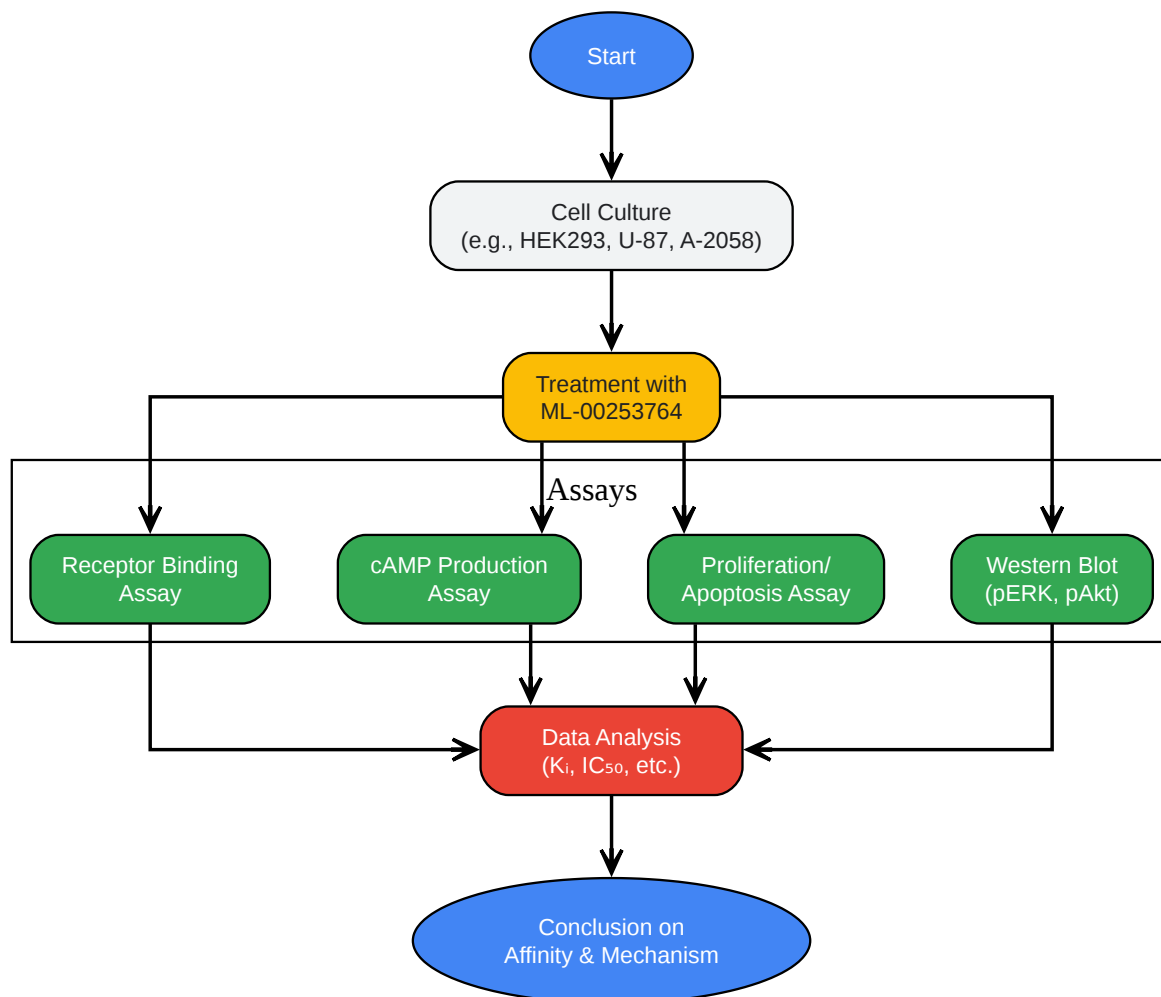 Start
Cell Culture
(e.g., HEK293, U-87, A-2058)
Treatment with
ML-00253764
Assays
Receptor Binding
Assay
cAMP Production
Assay
Proliferation/
Apoptosis Assay
Western Blot
(pERK, pAkt)
Data Analysis
(Kᵢ, IC₅₀, etc.)
Conclusion on
Affinity & Mechanism